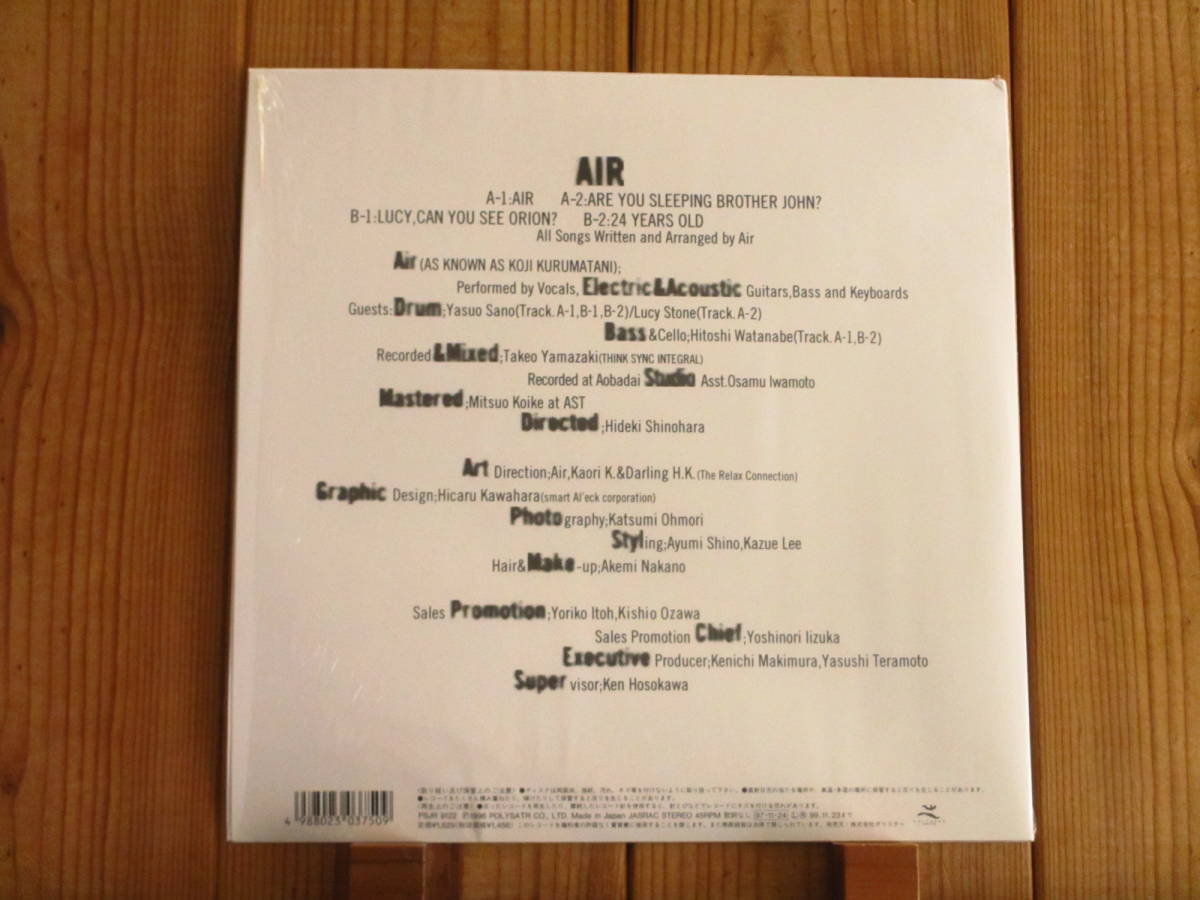 AIR
A-1:AIR A-2:ARE YOU SLEEPING BROTHER JOHN?
B-1:LUCY,CAN YOU SEE ORION? B-2:24 YEARS OLD
All Songs Written and Arranged by Air
Air (AS KNOWN AS KOJI KURUMATANI);
Performed by Vocals, Electric&Acoustic Guitars,Bass and Keyboards
Guests:Drum;Yasuo Sano(Track.A-1,B-1,B-2)/Lucy Stone(Track.A-2)
Bass&Cello;Hitoshi Watanabe(Track.A-1,B-2)
Recorded&Mixed;Takeo Yamazaki(THINK SYNC INTEGRAL)
Recorded at Aobadai Studio Asst.Osamu Iwamoto
Mastered;Mitsuo Koike at AST
Directed;Hideki Shinohara
Art Direction;Air,Kaori K.&Darling H.K.(The Relax Connection)
Graphic Design;Hicaru Kawahara(smart Al'eck corporation)
Photography;Katsumi Ohmori
Styling;Ayumi Shino,Kazue Lee
Hair&Make-up;Akemi Nakano
Sales Promotion;Yoriko Itoh,Kishio Ozawa
Sales Promotion Chief;Yoshinori Iizuka
Executive Producer;Kenichi Makimura,Yasushi Teramoto
Super visor;Ken Hosokawa
4 988023 037509
PSJR 9122 Ⓟ1996 POLYSATR CO., LTD. Made in Japan JASRAC STEREO 45RPM